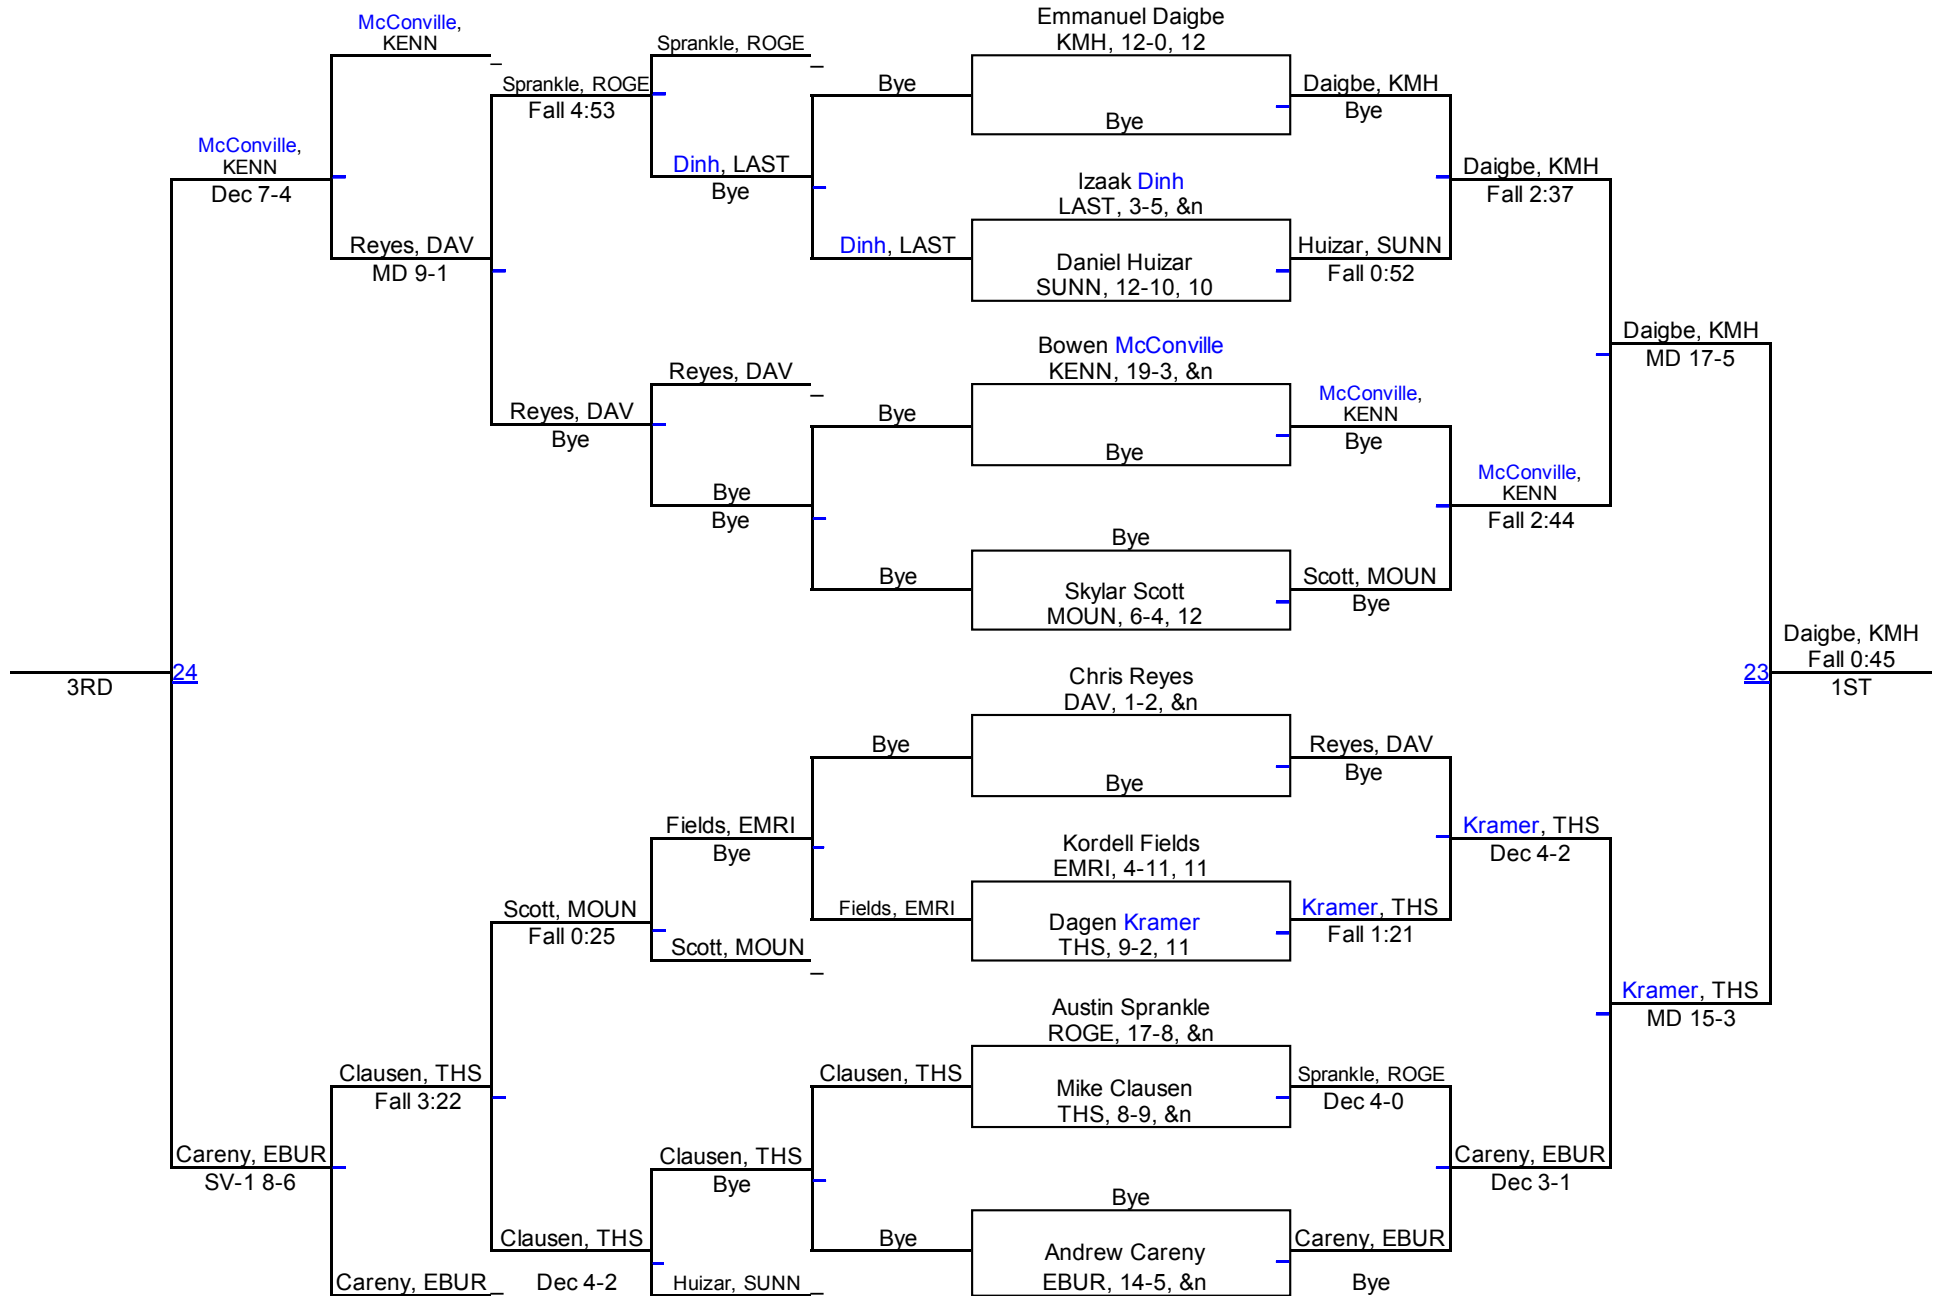 McConville,
KENN
_
McConville,
KENN
Dec 7-4
Reyes, DAV
MD 9-1
Sprankle, ROGE
Fall 4:53
Reyes, DAV
Bye
Sprankle, ROGE
_
Dinh, LAST
Bye
Reyes, DAV
_
Bye
Bye
Bye
Dinh, LAST
Bye
Bye
Emmanuel Daigbe
KMH, 12-0, 12
Bye
Izaak Dinh
LAST, 3-5, &n
Daniel Huizar
SUNN, 12-10, 10
Bowen McConville
KENN, 19-3, &n
Bye
Bye
Skylar Scott
MOUN, 6-4, 12
Daigbe, KMH
Bye
Huizar, SUNN
Fall 0:52
McConville,
KENN
Bye
Scott, MOUN
Bye
Daigbe, KMH
Fall 2:37
McConville,
KENN
Fall 2:44
Daigbe, KMH
MD 17-5
3RD
24
23
Daigbe, KMH
Fall 0:45
1ST
Careny, EBUR
SV-1 8-6
Clausen, THS
Fall 3:22
Careny, EBUR
_
Scott, MOUN
Fall 0:25
Clausen, THS
Dec 4-2
Fields, EMRI
Bye
Scott, MOUN
_
Clausen, THS
Bye
Huizar, SUNN
_
Bye
Fields, EMRI
Clausen, THS
Bye
Chris Reyes
DAV, 1-2, &n
Bye
Kordell Fields
EMRI, 4-11, 11
Dagen Kramer
THS, 9-2, 11
Austin Sprankle
ROGE, 17-8, &n
Mike Clausen
THS, 8-9, &n
Bye
Andrew Careny
EBUR, 14-5, &n
Reyes, DAV
Bye
Kramer, THS
Fall 1:21
Sprankle, ROGE
Dec 4-0
Careny, EBUR
Bye
Kramer, THS
Dec 4-2
Careny, EBUR
Dec 3-1
Kramer, THS
MD 15-3